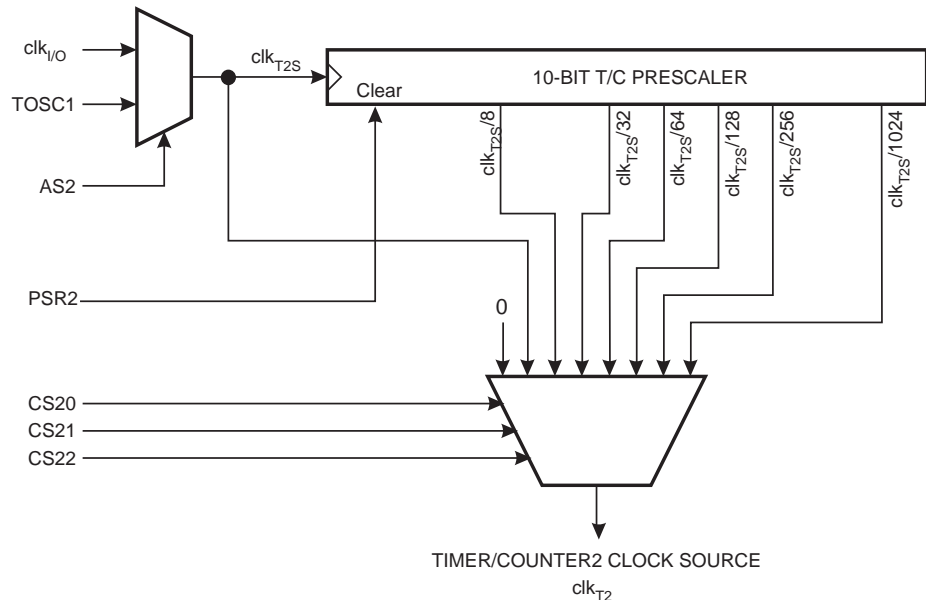 clkI/O
clkT2S
10-BIT T/C PRESCALER
TOSC1
Clear
clkT2S/8
clkT2S/32
clkT2S/64
clkT2S/128
clkT2S/256
clkT2S/1024
AS2
PSR2
0
CS20
CS21
CS22
TIMER/COUNTER2 CLOCK SOURCE
clkT2